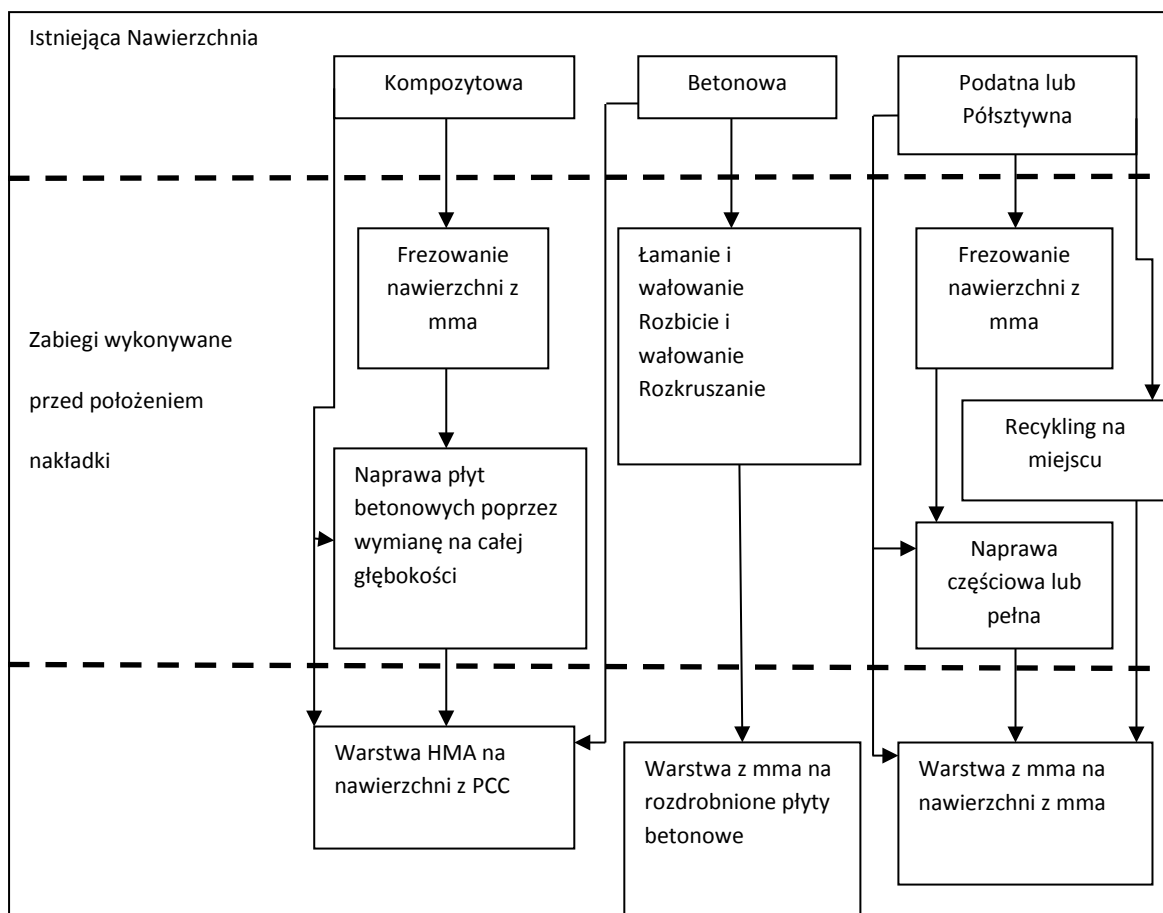 Istniejąca Nawierzchnia
Kompozytowa
Betonowa
Podatna lub
Półsztywna
Zabiegi wykonywane
przed położeniem
nakładki
Frezowanie
nawierzchni z
mma
Łamanie i
wałowanie
Rozbicie i
wałowanie
Rozkruszanie
Frezowanie
nawierzchni z
mma
Recykling na
miejscu
Naprawa płyt
betonowych poprzez
wymianę na całej
głębokości
Naprawa
częściowa lub
pełna
Warstwa HMA na
nawierzchni z PCC
Warstwa z mma na
rozdrobnione płyty
betonowe
Warstwa z mma na
nawierzchni z mma